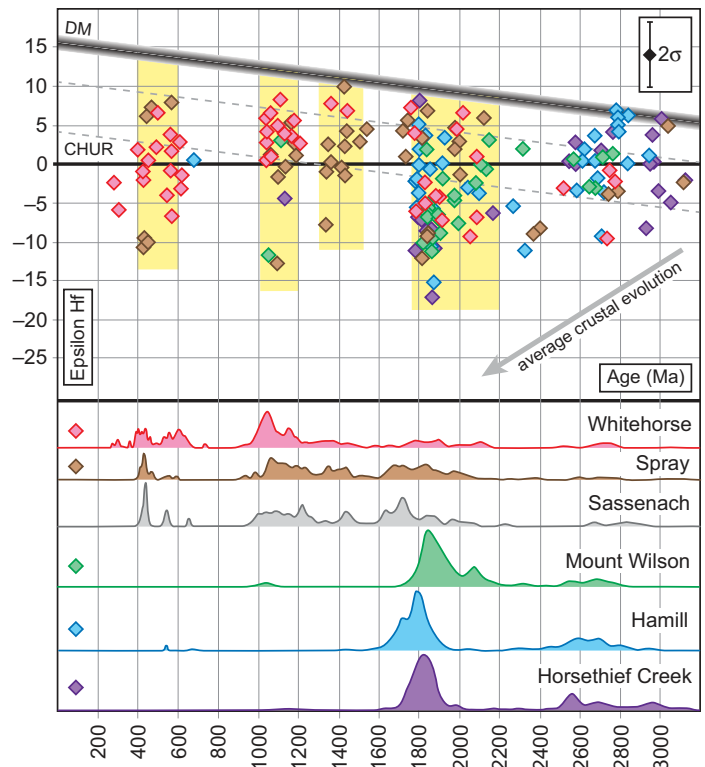 DM
15
10
5
CHUR
0
−5
−10
−15
−20
−25
2σ
Epsilon Hf
average crustal evolution
Age (Ma)
Whitehorse
Spray
Sassenach
Mount Wilson
Hamill
Horsethief Creek
200
400
600
800
1000
1200
1400
1600
1800
2000
2200
2400
2600
2800
3000